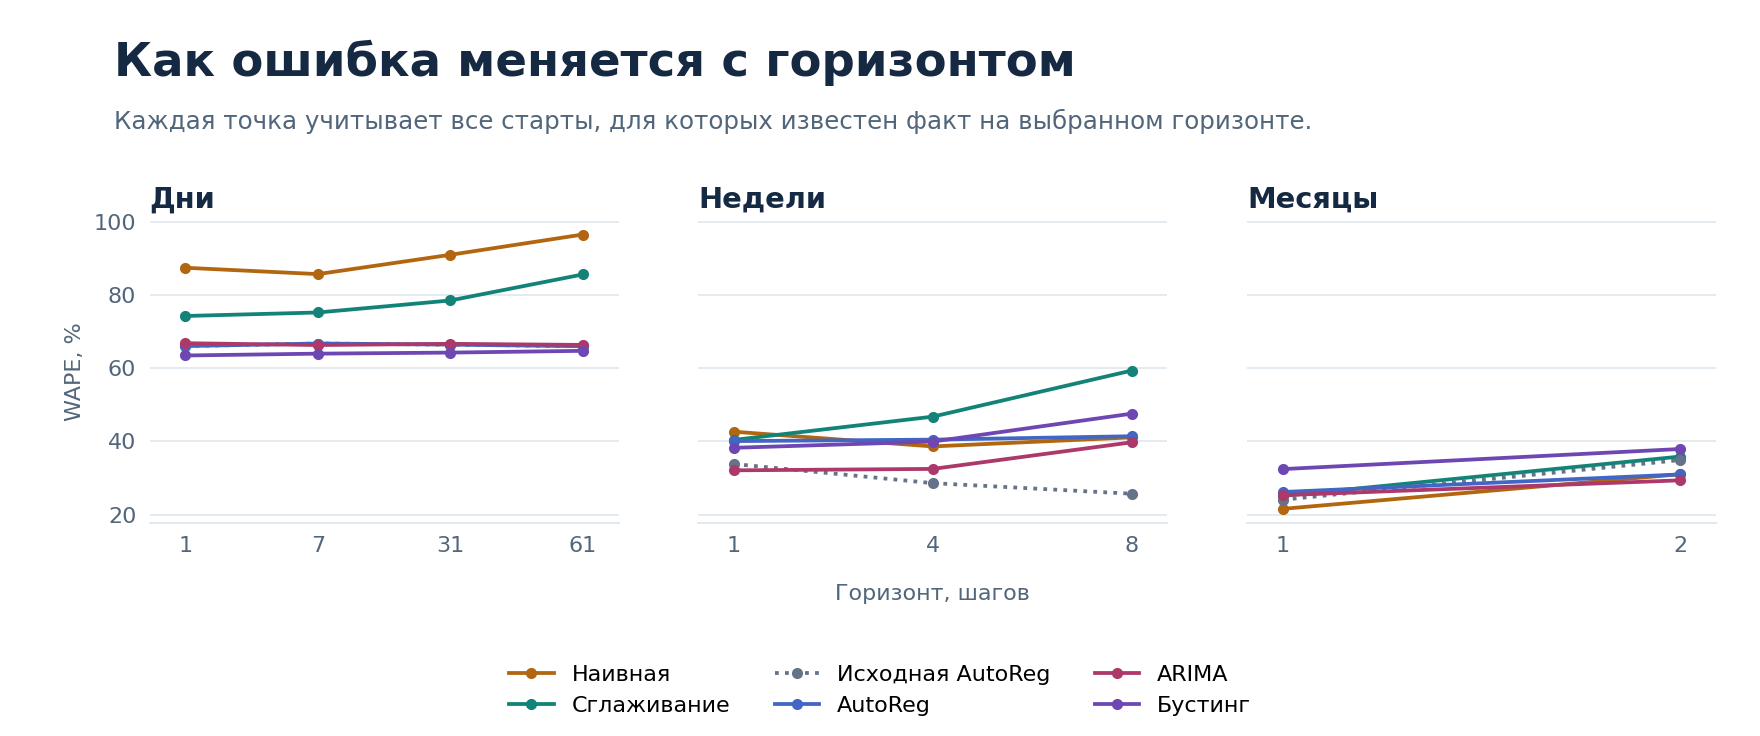 Как ошибка меняется с горизонтом
Каждая точка учитывает все старты, для которых известен факт на выбранном горизонте.
Дни
Недели
Месяцы
WAPE, %
100
80
60
40
20
1 7 31 61
1 4 8
1 2
Горизонт, шагов
Наивная
Сглаживание
Исходная AutoReg
AutoReg
ARIMA
Бустинг